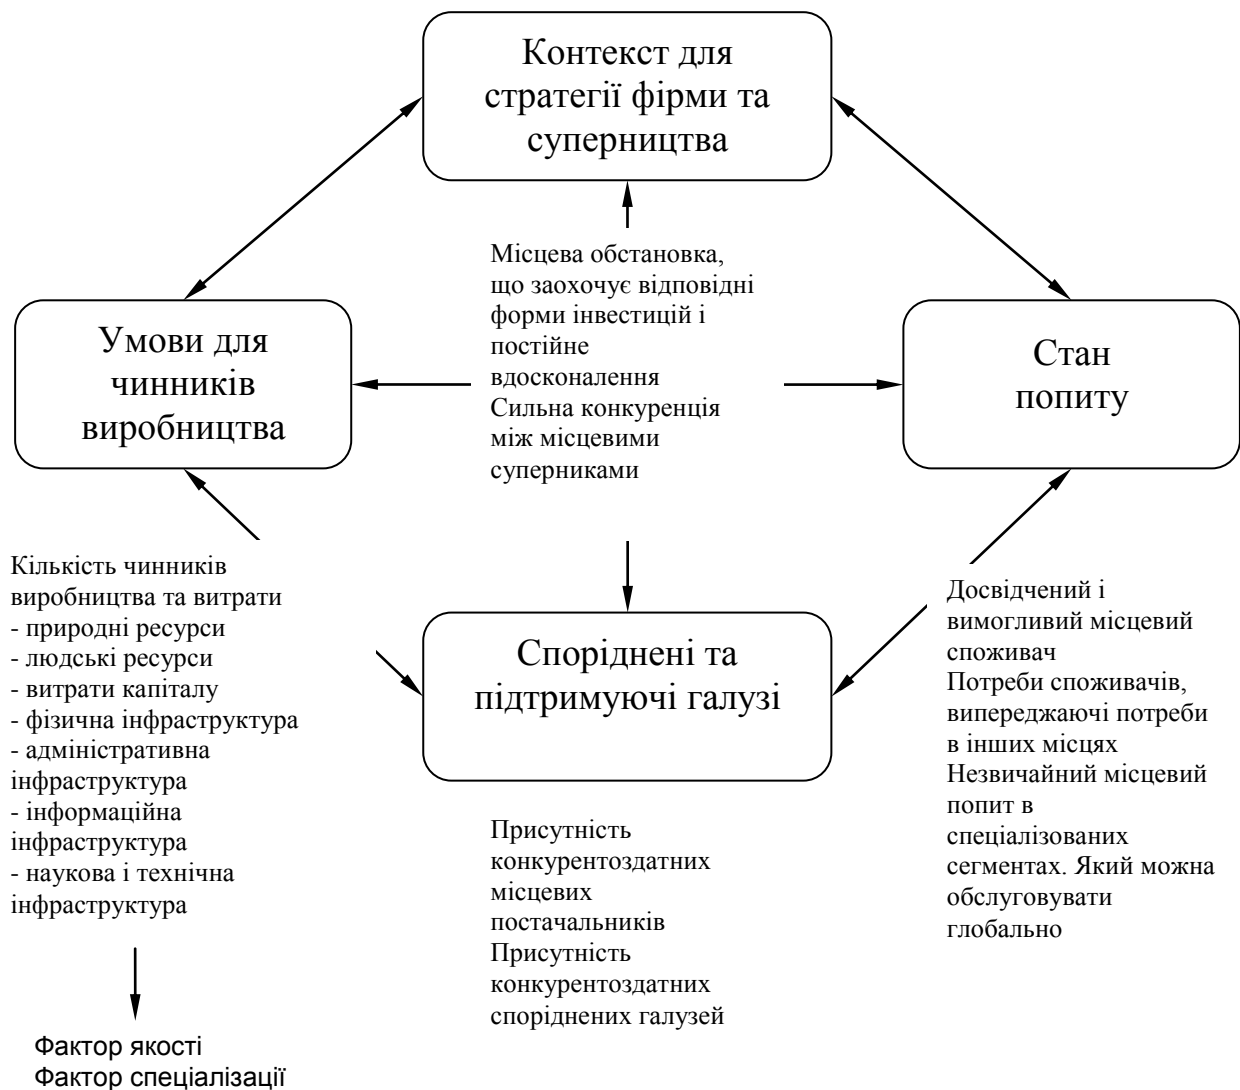 Контекст для
стратегії фірми та
суперництва
Місцева обстановка,
що заохочує відповідні
форми інвестицій і
постійне
вдосконалення
Сильна конкуренція
між місцевими
суперниками
Умови для
чинників
виробництва
Стан
попиту
Кількість чинників
виробництва та витрати
- природні ресурси
- людські ресурси
- витрати капіталу
- фізична інфраструктура
- адміністративна
інфраструктура
- інформаційна
інфраструктура
- наукова і технічна
інфраструктура
Фактор якості
Фактор спеціалізації
Споріднені та
підтримуючі галузі
Присутність
конкурентоздатних
місцевих
постачальників
Присутність
конкурентоздатних
споріднених галузей
Досвідчений і
вимогливий місцевий
споживач
Потреби споживачів,
випереджаючі потреби
в інших місцях
Незвичайний місцевий
попит в
спеціалізованих
сегментах. Який можна
обслуговувати
глобально